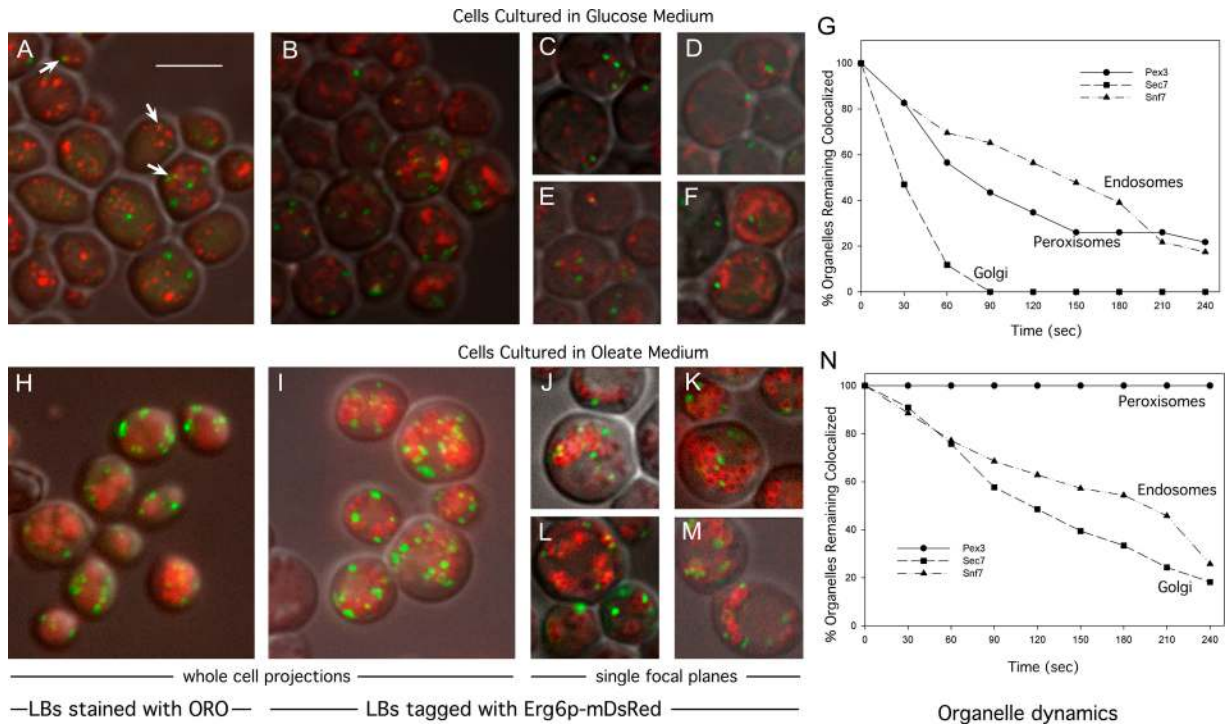 Cells Cultured in Glucose Medium
A
B
C
D
E
F
G
% Organelles Remaining Colocalized
100
80
60
40
20
0
Pex3
Sec7
Snf7
Endosomes
Peroxisomes
Golgi
0 30 60 90 120 150 180 210 240
Time (sec)
Cells Cultured in Oleate Medium
H
I
J
K
L
M
N
% Organelles Remaining Colocalized
100
80
60
40
20
0
Peroxisomes
Endosomes
Pex3
Sec7
Snf7
Golgi
0 30 60 90 120 150 180 210 240
Time (sec)
whole cell projections
single focal planes
LBs stained with ORO
LBs tagged with Erg6p-mDsRed
Organelle dynamics